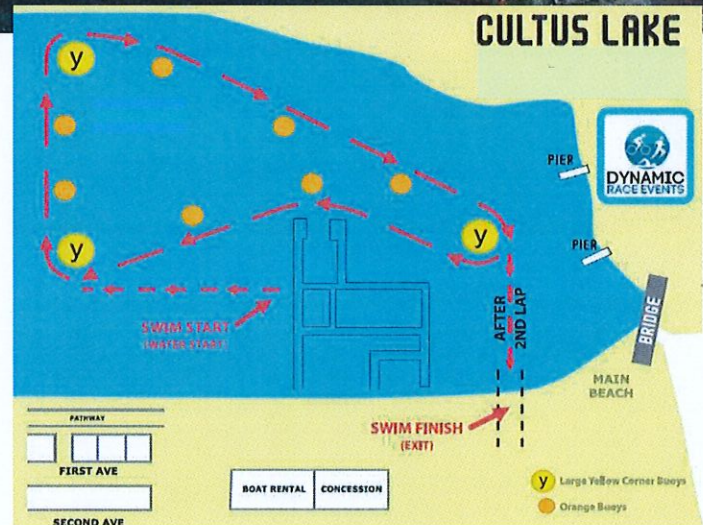 CULTUS LAKE
y
PIER
DYNAMIC
RACE EVENTS
y
y
PIER
SWIM START
(WATER START)
AFTER
2ND LAP
BRIDGE
MAIN
BEACH
SWIM FINISH
(EXIT)
PATHWAY
FIRST AVE
SECOND AVE
BOAT RENTAL
CONCESSION
y Large Yellow Corner Buoys
Orange Buoys